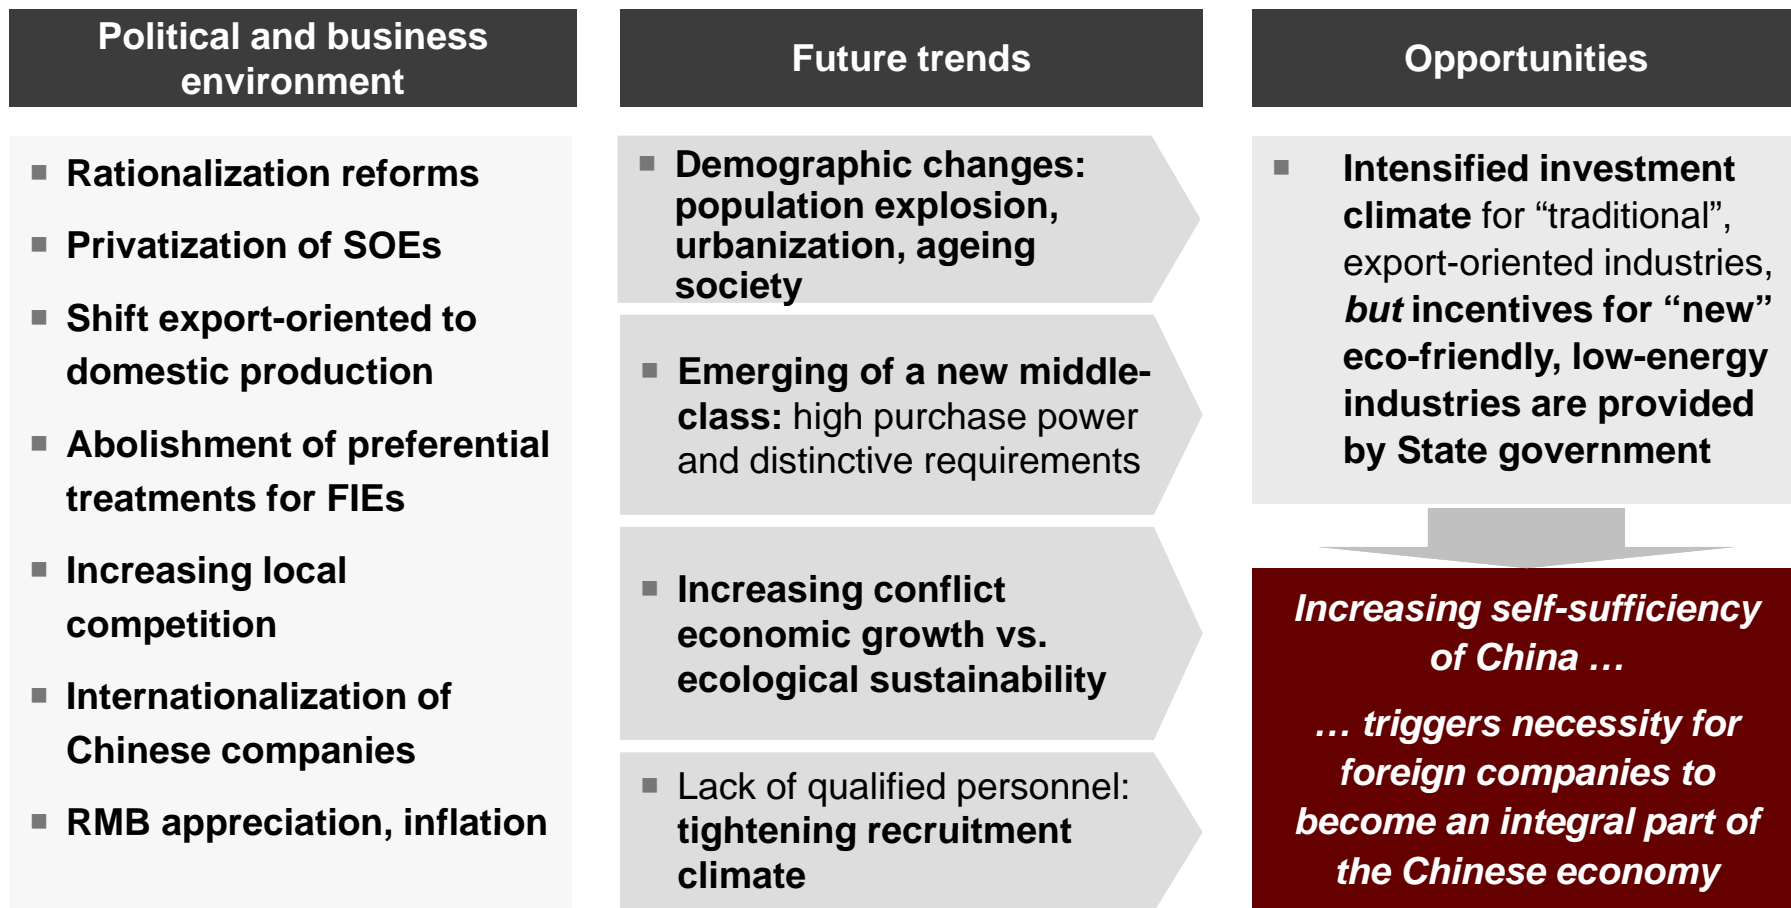 Political and business
environment
Rationalization reforms
Privatization of SOEs
Shift export-oriented to
domestic production
Abolishment of preferential
treatments for FIEs
Increasing local
competition
Internationalization of
Chinese companies
RMB appreciation, inflation
Future trends
Demographic changes:
population explosion,
urbanization, ageing
society
Emerging of a new middle-
class: high purchase power
and distinctive requirements
Increasing conflict
economic growth vs.
ecological sustainability
Lack of qualified personnel:
tightening recruitment
climate
Opportunities
Intensified investment
climate for “traditional”,
export-oriented industries,
but incentives for “new”
eco-friendly, low-energy
industries are provided
by State government
Increasing self-sufficiency
of China …
… triggers necessity for
foreign companies to
become an integral part of
the Chinese economy